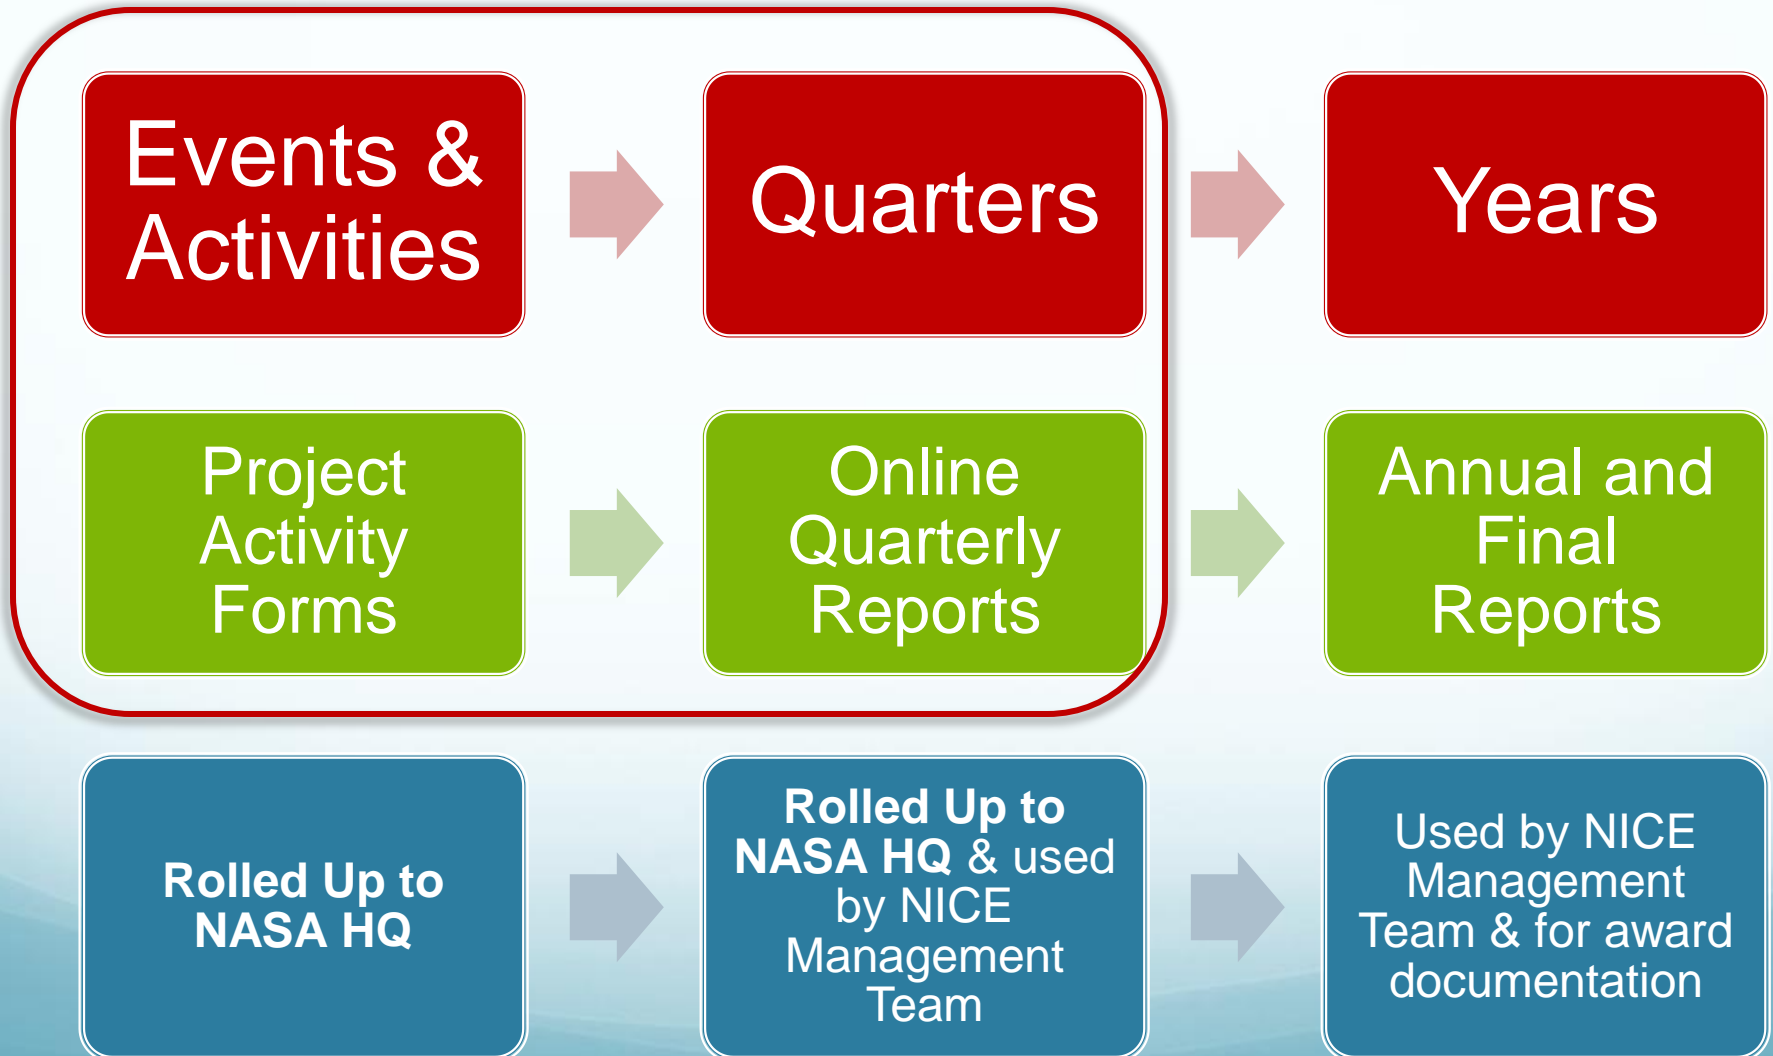 Events &
Activities
Quarters
Years
Project
Activity
Forms
Online
Quarterly
Reports
Annual and
Final
Reports
Rolled Up to
NASA HQ
Rolled Up to
NASA HQ & used
by NICE
Management
Team
Used by NICE
Management
Team & for award
documentation